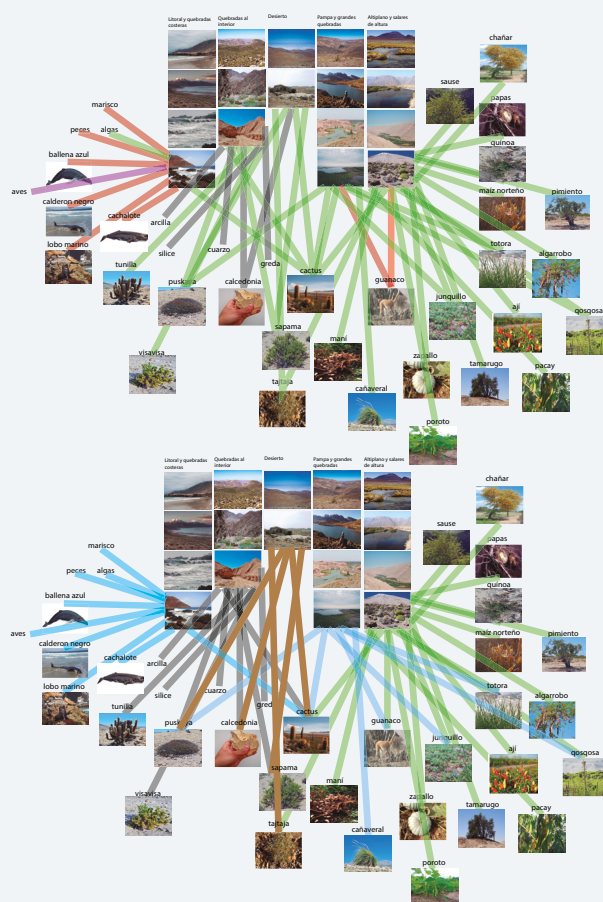 Litoral y quebradas costeras
Quebradas al interior
Desierto
Pampa y grandes quebradas
Altiplano y salares de altura
chañar
sause
papas
marisco
peces
algas
quinoa
ballena azul
aves
pimiento
calderon negro
maiz norteño
cachalote
arcilla
lobo marino
silice
cuarzo
totora
algarrobo
tunilla
greda
cactus
puskaya
calcedonia
guanaco
junquillo
qosqosa
ají
sapama
maní
visavisa
zapallo
tamarugo
pacay
tajtaja
cañaveral
poroto
Litoral y quebradas costeras
Quebradas al interior
Desierto
Pampa y grandes quebradas
Altiplano y salares de altura
chañar
sause
papas
marisco
peces
algas
quinoa
ballena azul
aves
pimiento
calderon negro
maiz norteño
cachalote
arcilla
lobo marino
silice
cuarzo
totora
algarrobo
tunilla
greda
cactus
puskaya
calcedonia
guanaco
junquillo
qosqosa
ají
sapama
maní
visavisa
zapallo
tamarugo
pacay
tajtaja
cañaveral
poroto